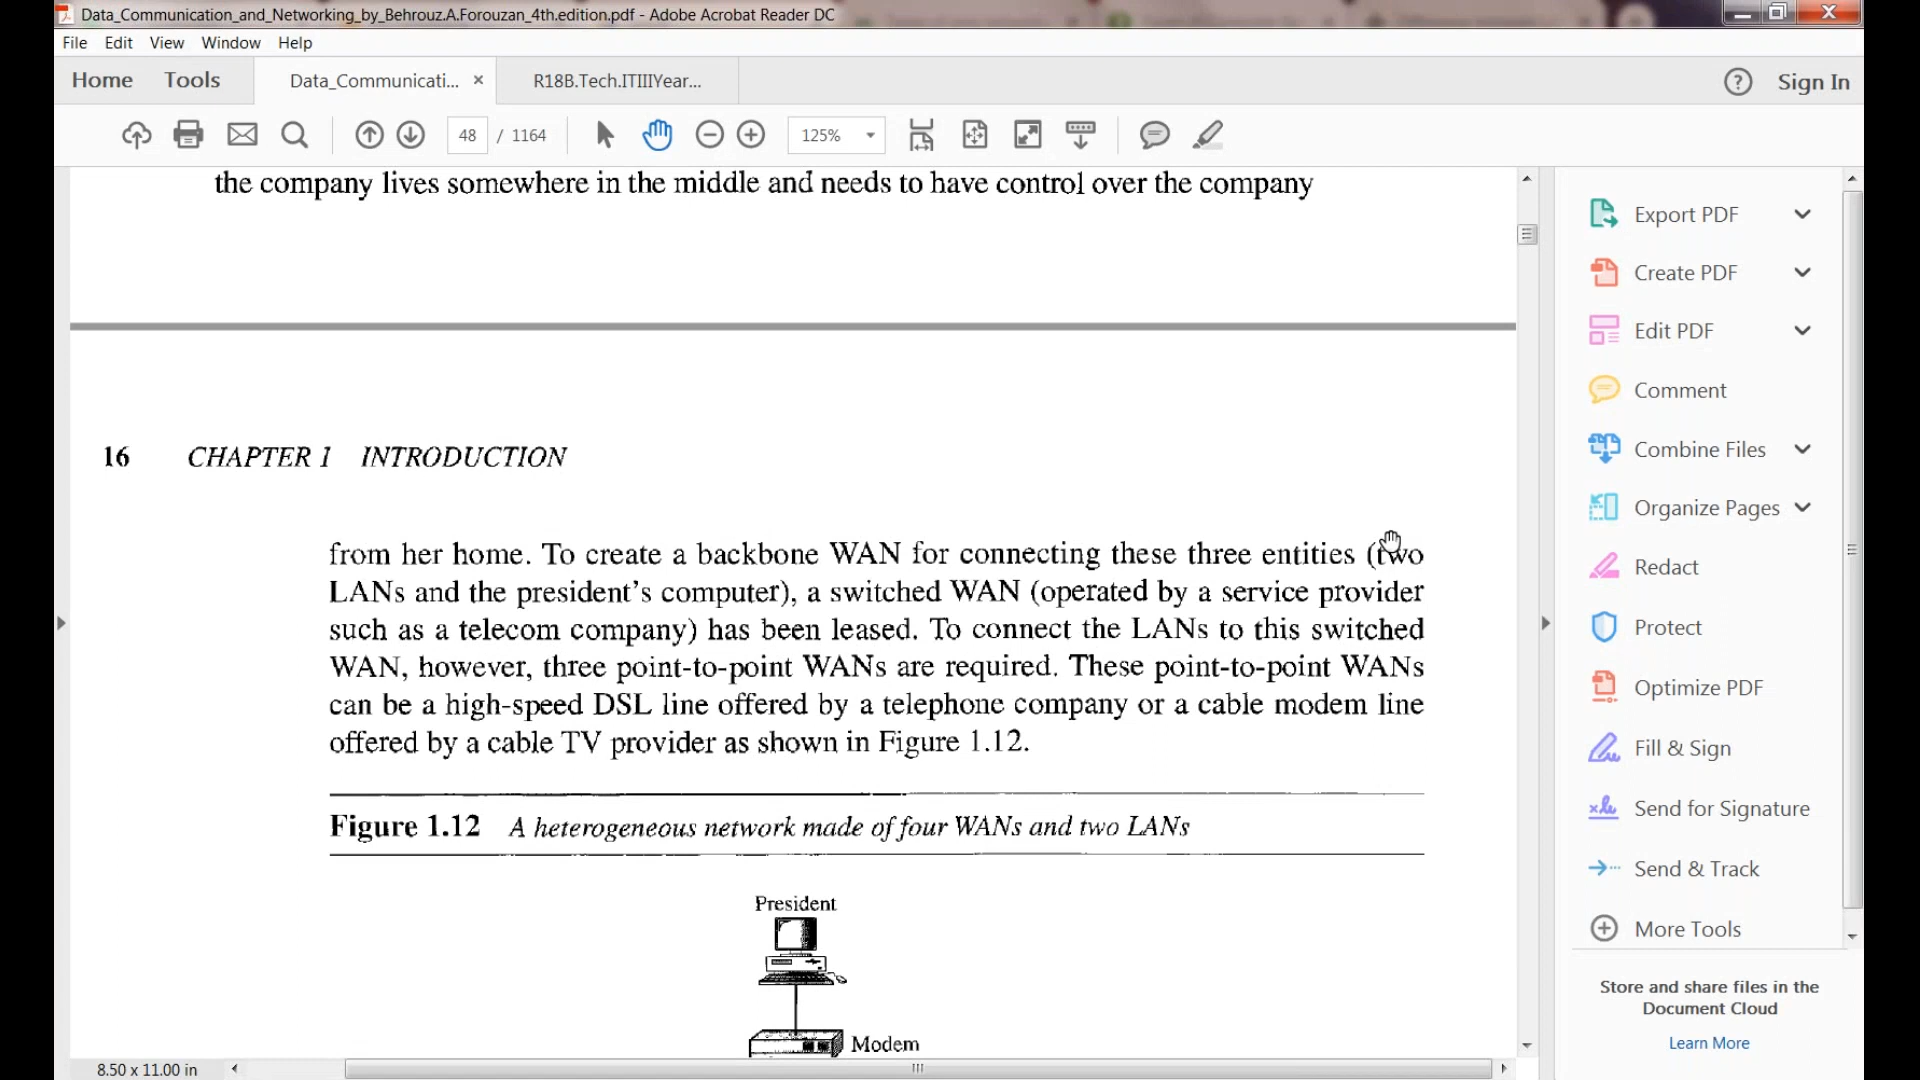 Data_Communication_and_Networking_by_Behrouz.A.Forouzan_4th.edition.pdf - Adobe Acrobat Reader DC
File Edit View Window Help
Home Tools Data_Communicati... × R18B.Tech.ITIIIYear... Sign In
48 / 1164 125%
the company lives somewhere in the middle and needs to have control over the company
16 CHAPTER 1 INTRODUCTION
from her home. To create a backbone WAN for connecting these three entities (two
LANs and the president's computer), a switched WAN (operated by a service provider
such as a telecom company) has been leased. To connect the LANs to this switched
WAN, however, three point-to-point WANs are required. These point-to-point WANs
can be a high-speed DSL line offered by a telephone company or a cable modem line
offered by a cable TV provider as shown in Figure 1.12.
Figure 1.12 A heterogeneous network made of four WANs and two LANs
President
Modem
8.50 x 11.00 in
Export PDF
Create PDF
Edit PDF
Comment
Combine Files
Organize Pages
Redact
Protect
Optimize PDF
Fill & Sign
Send for Signature
Send & Track
More Tools
Store and share files in the
Document Cloud
Learn More